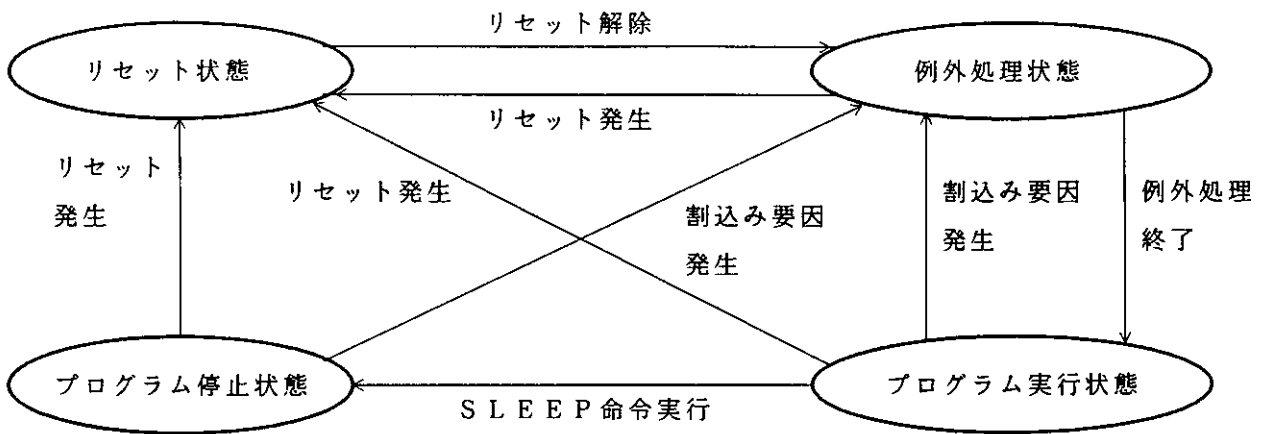 リセット解除
リセット状態
例外処理状態
リセット発生
リセット
発生
リセット発生
割込み要因
発生
割込み要因
発生
例外処理
終了
プログラム停止状態
プログラム実行状態
SLEEP命令実行